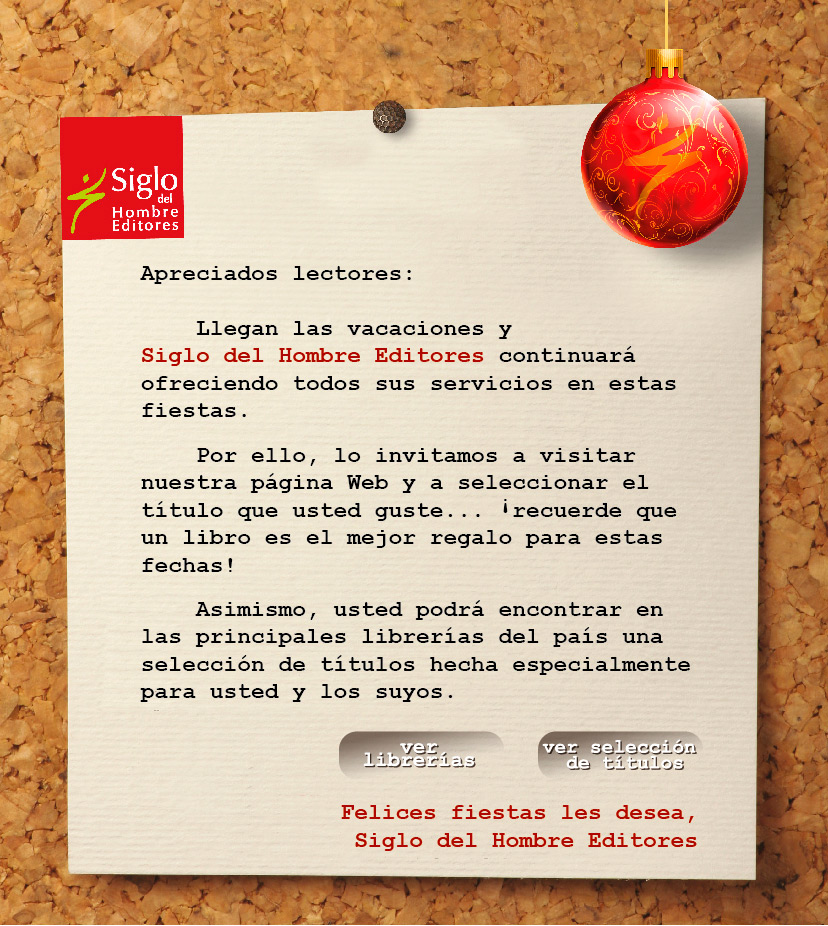 Siglo
del
Hombre
Editores
Apreciados lectores:
Llegan las vacaciones y
Siglo del Hombre Editores continuará
ofreciendo todos sus servicios en estas
fiestas.
Por ello, lo invitamos a visitar
nuestra página Web y a seleccionar el
título que usted guste... ¡recuerde que
un libro es el mejor regalo para estas
fechas!
Asimismo, usted podrá encontrar en
las principales librerías del país una
selección de títulos hecha especialmente
para usted y los suyos.
ver
librerías
ver selección
de títulos
Felices fiestas les desea,
Siglo del Hombre Editores